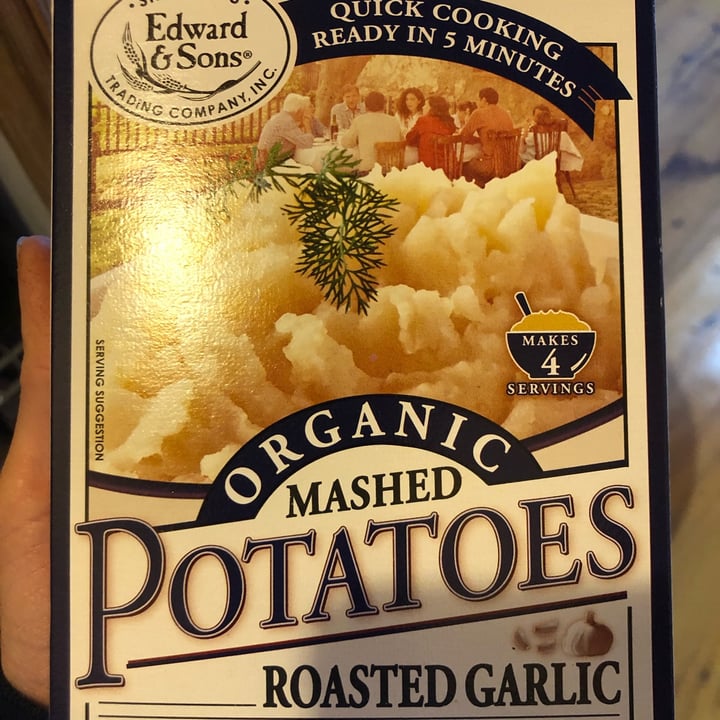 Edward
& Sons®
TRADING COMPANY, INC.
QUICK COOKING
READY IN 5 MINUTES
MAKES
4
SERVINGS
SERVING SUGGESTION
ORGANIC
MASHED
POTATOES
ROASTED GARLIC